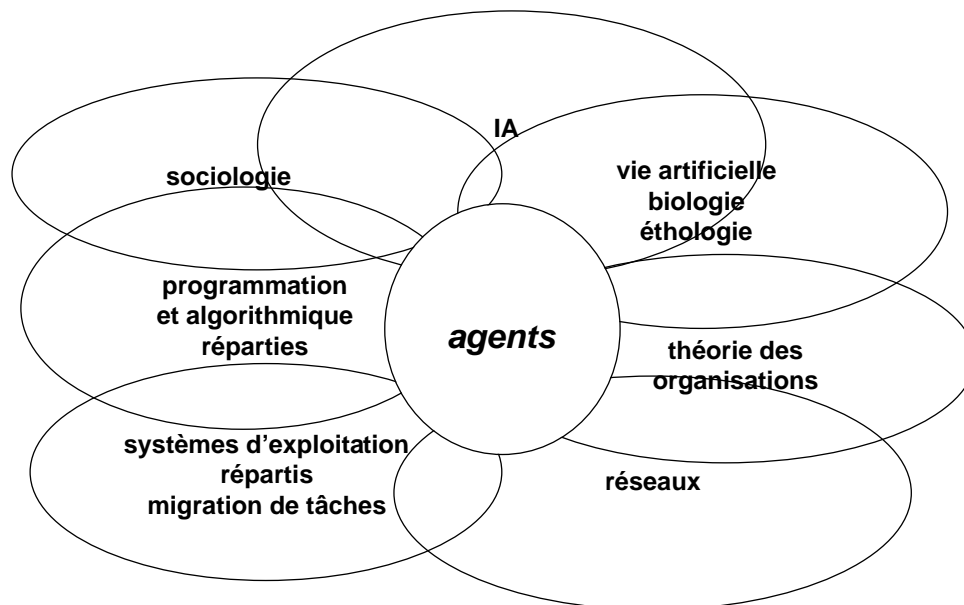 IA
sociologie
vie artificielle
biologie
éthologie
programmation
et algorithmique
réparties
agents
théorie des
organisations
systèmes d’exploitation
répartis
migration de tâches
réseaux